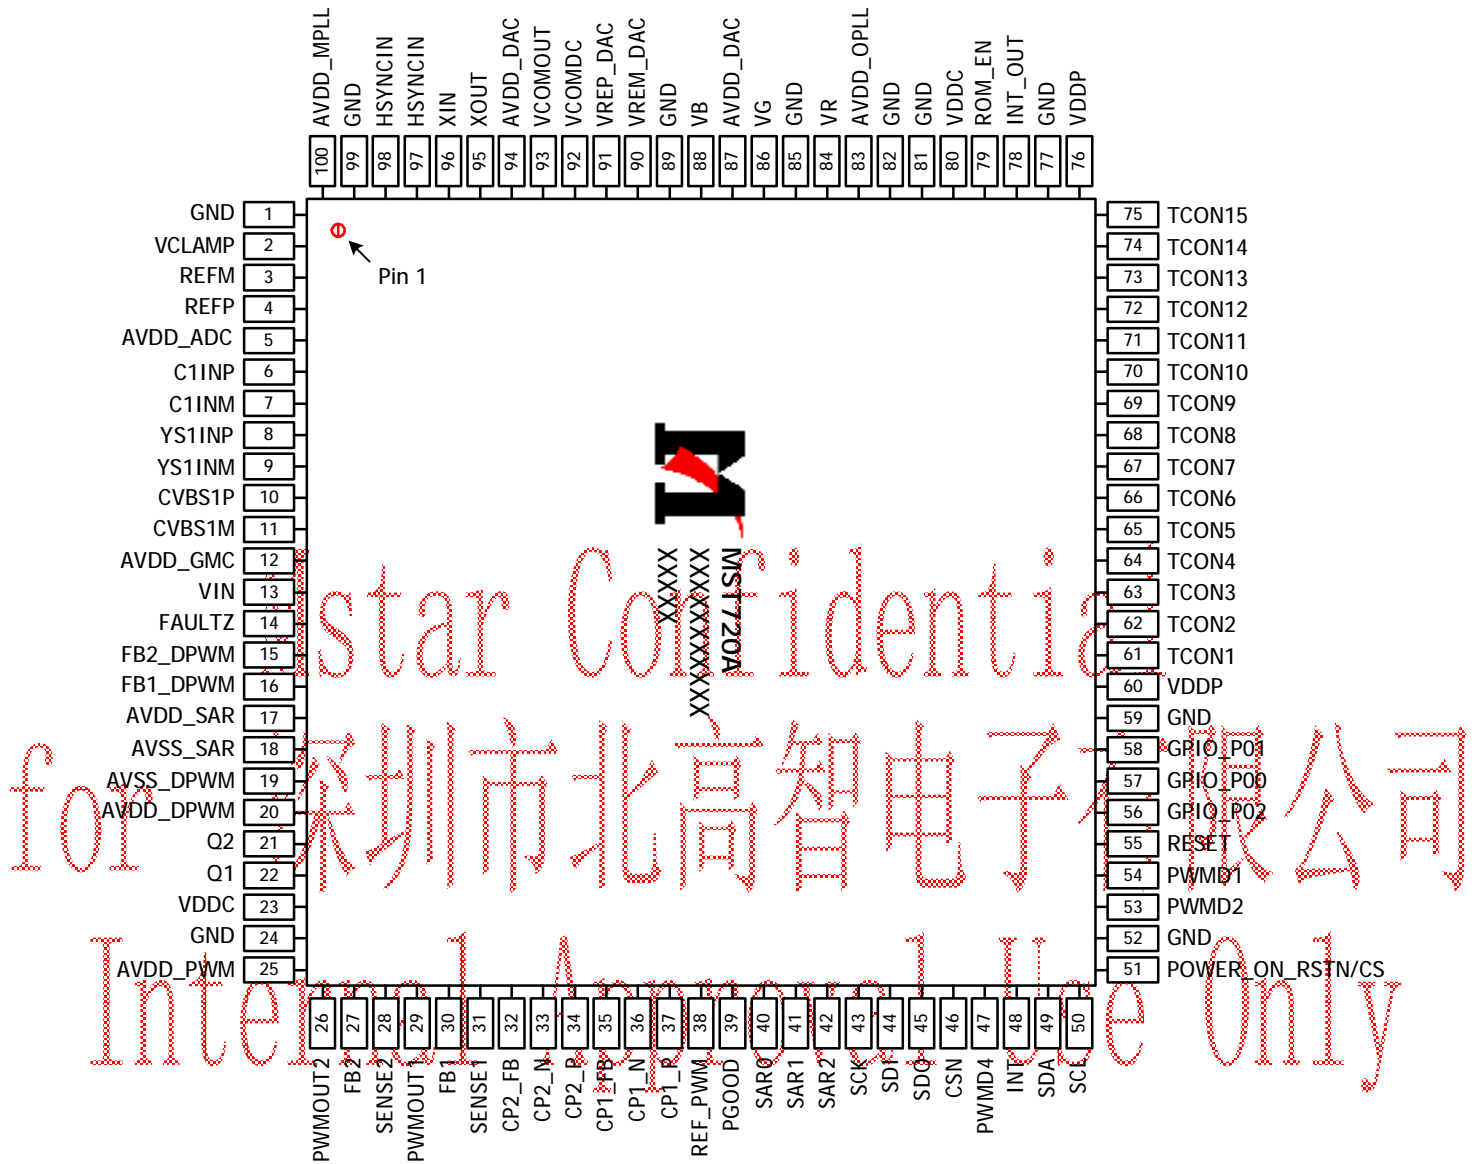 AVDD_MPLL
GND
HSYNCIN
HSYNCIN
XIN
XOUT
AVDD_DAC
VCOMOUT
VCOMDC
VREP_DAC
VREM_DAC
GND
VB
AVDD_DAC
VG
GND
VR
AVDD_OPLL
GND
GND
VDDC
ROM_EN
INT_OUT
GND
VDDP
100 99 98 97 96 95 94 93 92 91 90 89 88 87 86 85 84 83 82 81 80 79 78 77 76
GND 1
VCLAMP 2
REFM 3
REFP 4
AVDD_ADC 5
C1INP 6
C1INM 7
YS1INP 8
YS1INM 9
CVBS1P 10
CVBS1M 11
AVDD_GMC 12
VIN 13
FAULTZ 14
FB2_DPWM 15
FB1_DPWM 16
AVDD_SAR 17
AVSS_SAR 18
AVSS_DPWM 19
AVDD_DPWM 20
Q2 21
Q1 22
VDDC 23
GND 24
AVDD_PWM 25
Pin 1
MST720A
XXXXXXXXXX
XXXXX
75 TCON15
74 TCON14
73 TCON13
72 TCON12
71 TCON11
70 TCON10
69 TCON9
68 TCON8
67 TCON7
66 TCON6
65 TCON5
64 TCON4
63 TCON3
62 TCON2
61 TCON1
60 VDDP
59 GND
58 GPIO_P01
57 GPIO_P00
56 GPIO_P02
55 RESET
54 PWMD1
53 PWMD2
52 GND
51 POWER_ON_RSTN/CS
26 27 28 29 30 31 32 33 34 35 36 37 38 39 40 41 42 43 44 45 46 47 48 49 50
PWMOUT2
FB2
SENSE2
PWMOUT1
FB1
SENSE1
CP2_FB
CP2_N
CP2_P
CP1_FB
CP1_N
CP1_P
REF_PWM
PGOOD
SAR0
SAR1
SAR2
SCK
SDI
SDO
CSN
PWMD4
INT
SDA
SCL
Mstar Confidential
for 深圳市北高智电子有限公司
Internal Approval Use Only